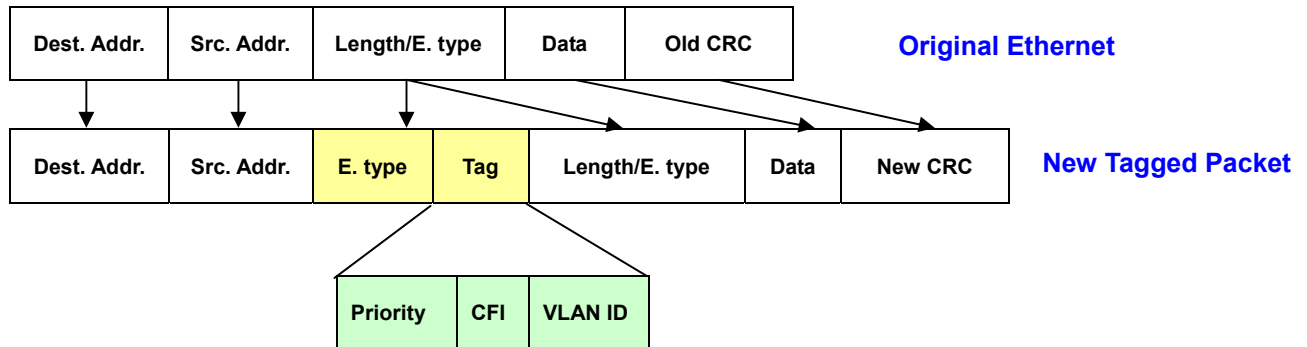 Dest. Addr. Src. Addr. Length/E. type Data Old CRC Original Ethernet
Dest. Addr. Src. Addr. E. type Tag Length/E. type Data New CRC New Tagged Packet
Priority CFI VLAN ID